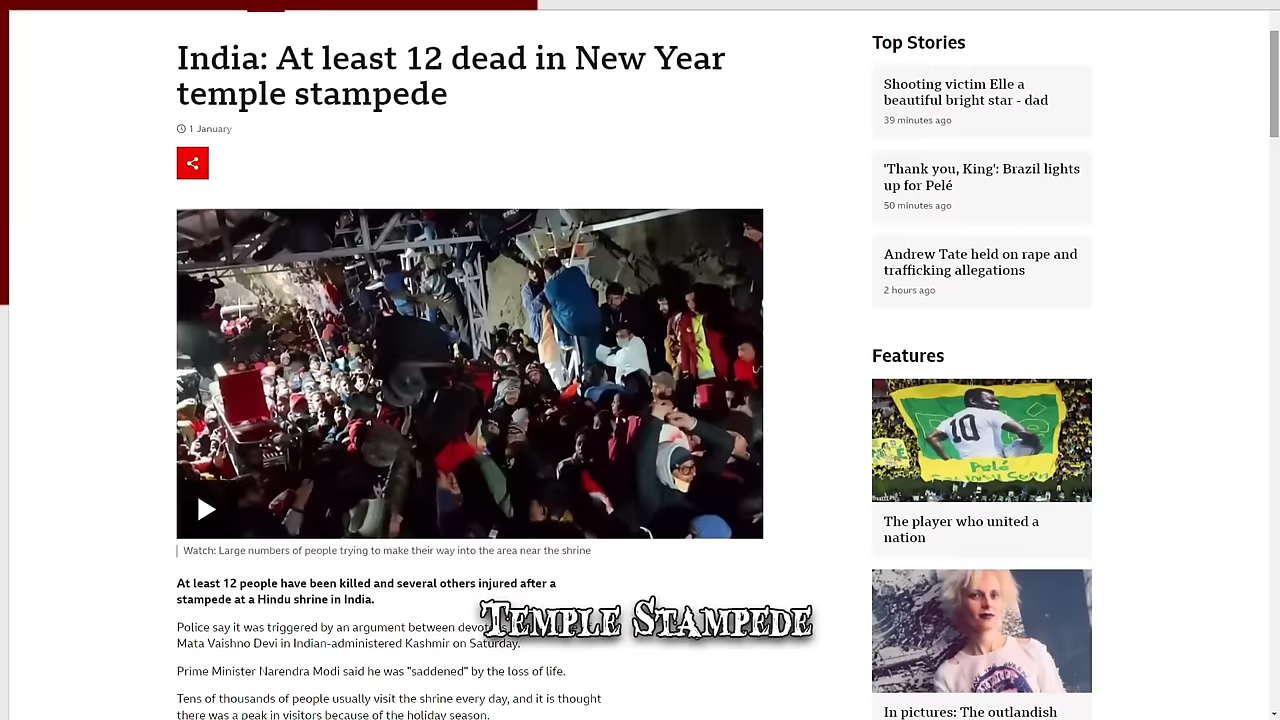 India: At least 12 dead in New Year
temple stampede
1 January
Watch: Large numbers of people trying to make their way into the area near the shrine
At least 12 people have been killed and several others injured after a
stampede at a Hindu shrine in India.
Police say it was triggered by an argument between
Mata Vaishno Devi in Indian-administered Kashmir on Saturday.
Prime Minister Narendra Modi said he was "saddened" by the loss of life.
Tens of thousands of people usually visit the shrine every day, and it is thought
there was a peak in visitors because of the holiday season.
Temple Stampede
Top Stories
Shooting victim Elle a
beautiful bright star - dad
39 minutes ago
'Thank you, King': Brazil lights
up for Pelé
50 minutes ago
Andrew Tate held on rape and
trafficking allegations
2 hours ago
Features
10
Pelé
The player who united a
nation
In pictures: The outlandish